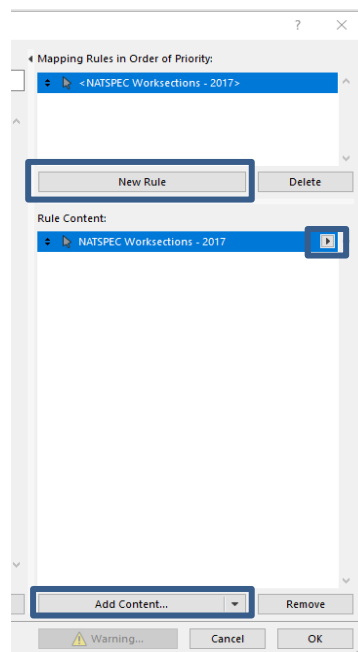 Mapping Rules in Order of Priority:
<NATSPEC Worksections - 2017>
New Rule
Delete
Rule Content:
NATSPEC Worksections - 2017
Add Content...
Remove
Warning...
Cancel
OK